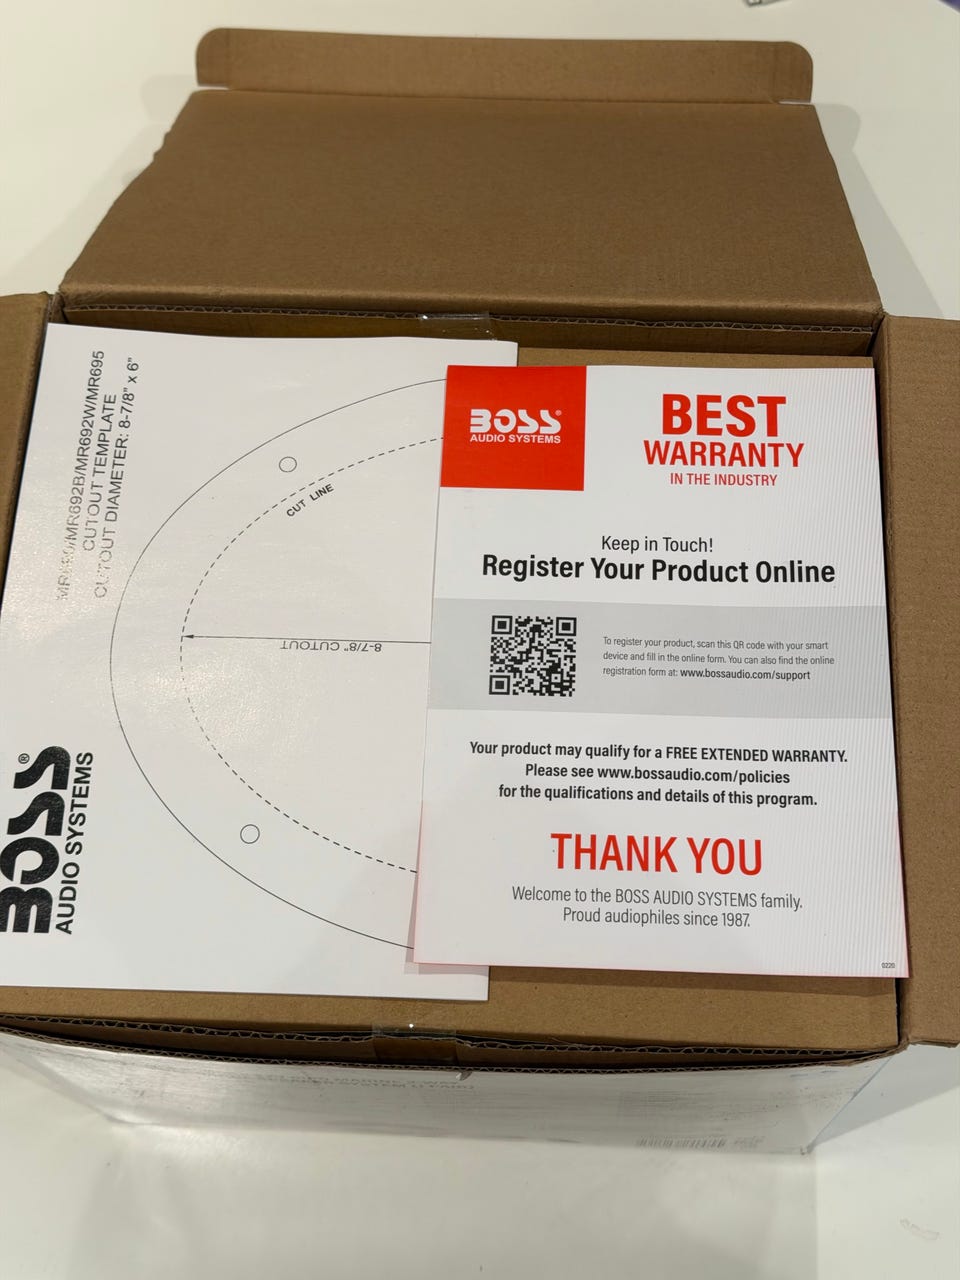 MR692B/MR692W/MR695
CUTOUT TEMPLATE
CUTOUT DIAMETER: 8-7/8" x 6"
CUT LINE
8-7/8" CUTOUT
BOSS®
AUDIO SYSTEMS
BOSS®
AUDIO SYSTEMS
BEST
WARRANTY
IN THE INDUSTRY
Keep in Touch!
Register Your Product Online
To register your product, scan this QR code with your smart
device and fill in the online form. You can also find the online
registration form at: www.bossaudio.com/support
Your product may qualify for a FREE EXTENDED WARRANTY.
Please see www.bossaudio.com/policies
for the qualifications and details of this program.
THANK YOU
Welcome to the BOSS AUDIO SYSTEMS family.
Proud audiophiles since 1987.
0220